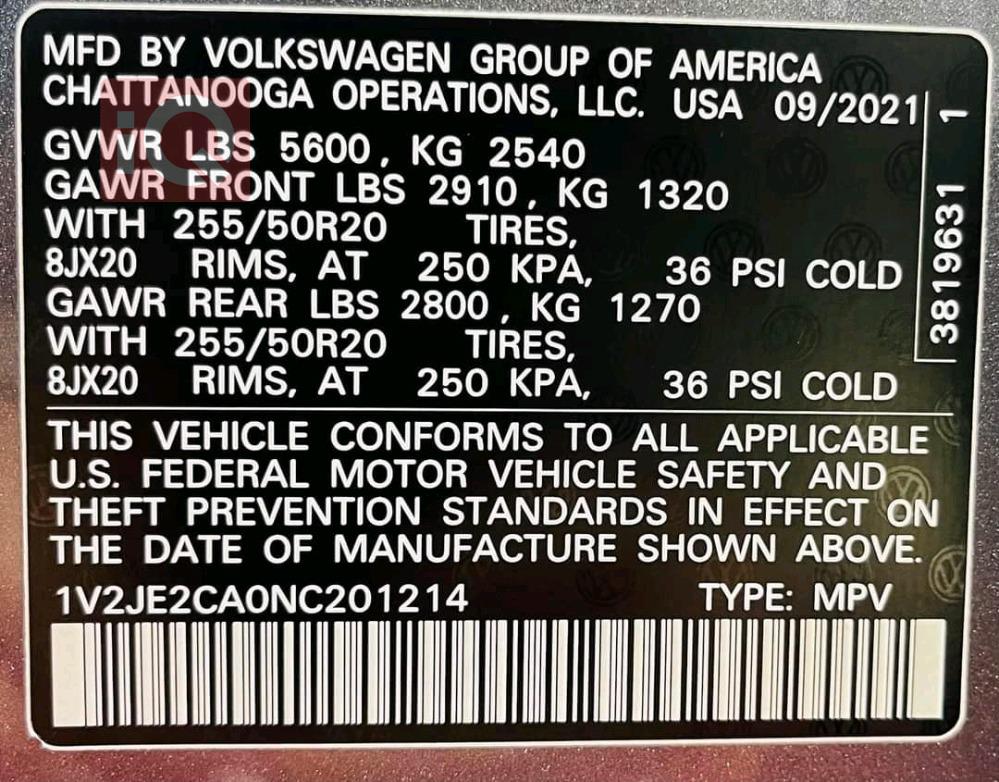 MFD BY VOLKSWAGEN GROUP OF AMERICA
CHATTANOOGA OPERATIONS, LLC. USA 09/2021
GVWR LBS 5600, KG 2540
GAWR FRONT LBS 2910, KG 1320
WITH 255/50R20 TIRES,
8JX20 RIMS, AT 250 KPA, 36 PSI COLD
GAWR REAR LBS 2800, KG 1270
WITH 255/50R20 TIRES,
8JX20 RIMS, AT 250 KPA, 36 PSI COLD
3819631 1
THIS VEHICLE CONFORMS TO ALL APPLICABLE
U.S. FEDERAL MOTOR VEHICLE SAFETY AND
THEFT PREVENTION STANDARDS IN EFFECT ON
THE DATE OF MANUFACTURE SHOWN ABOVE.
1V2JE2CA0NC201214 TYPE: MPV
iQ